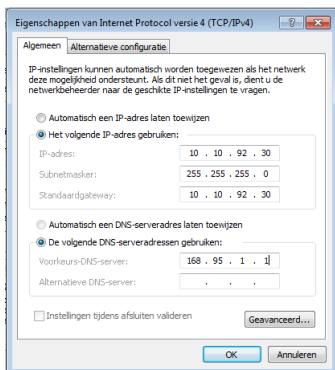 Eigenschappen van Internet Protocol versie 4 (TCP/IPv4)
Algemeen Alternatieve configuratie
IP-instellingen kunnen automatisch worden toegewezen als het netwerk
deze mogelijkheid ondersteunt. Als dit niet het geval is, dient u de
netwerkbeheerder naar de geschikte IP-instellingen te vragen.
Automatisch een IP-adres laten toewijzen
Het volgende IP-adres gebruiken:
IP-adres: 10 . 10 . 92 . 30
Subnetmasker: 255 . 255 . 255 . 0
Standaardgateway: 10 . 10 . 92 . 30
Automatisch een DNS-serveradres laten toewijzen
De volgende DNS-serveradressen gebruiken:
Voorkeurs-DNS-server: 168 . 95 . 1 . 1
Alternatieve DNS-server: . . .
Instellingen tijdens afsluiten valideren
Geavanceerd...
OK Annuleren